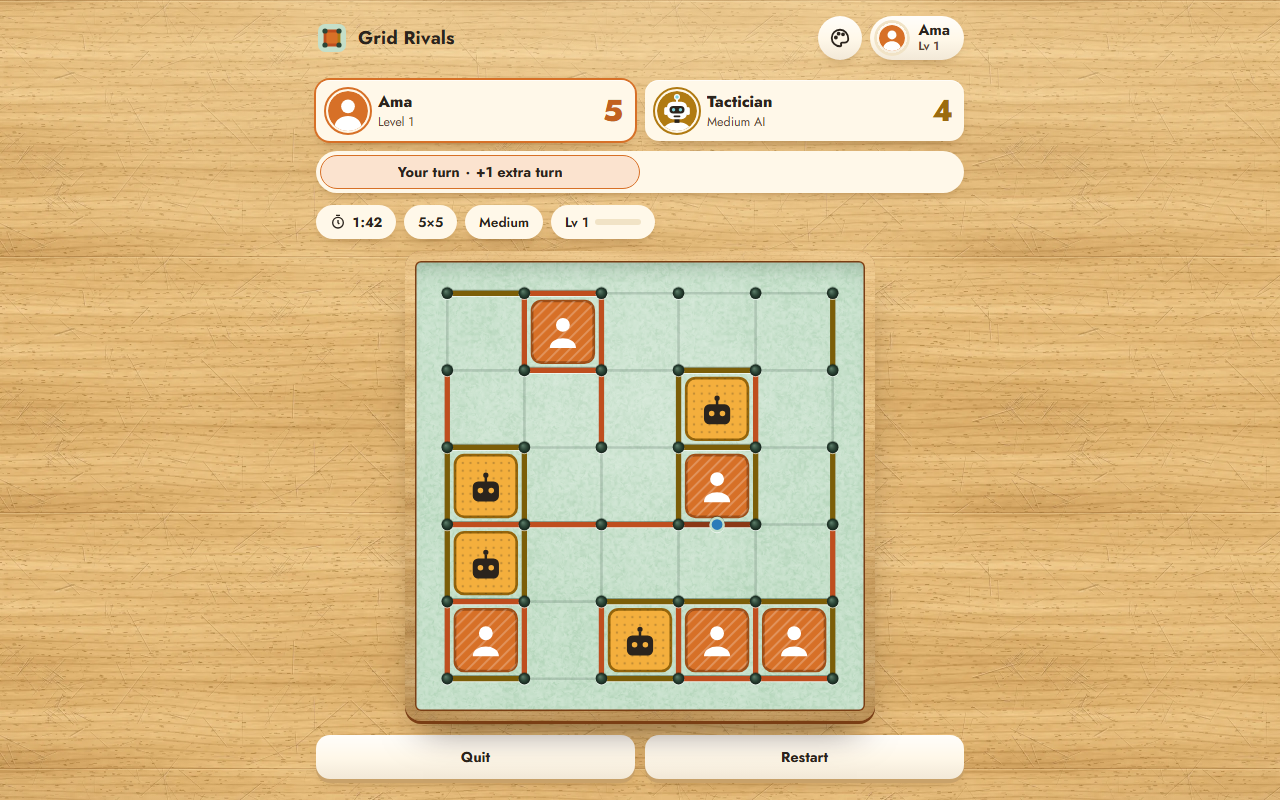 Grid Rivals
Ama
Lv 1
Ama
Level 1
5
Tactician
Medium AI
4
Your turn · +1 extra turn
1:42
5×5
Medium
Lv 1
Quit
Restart